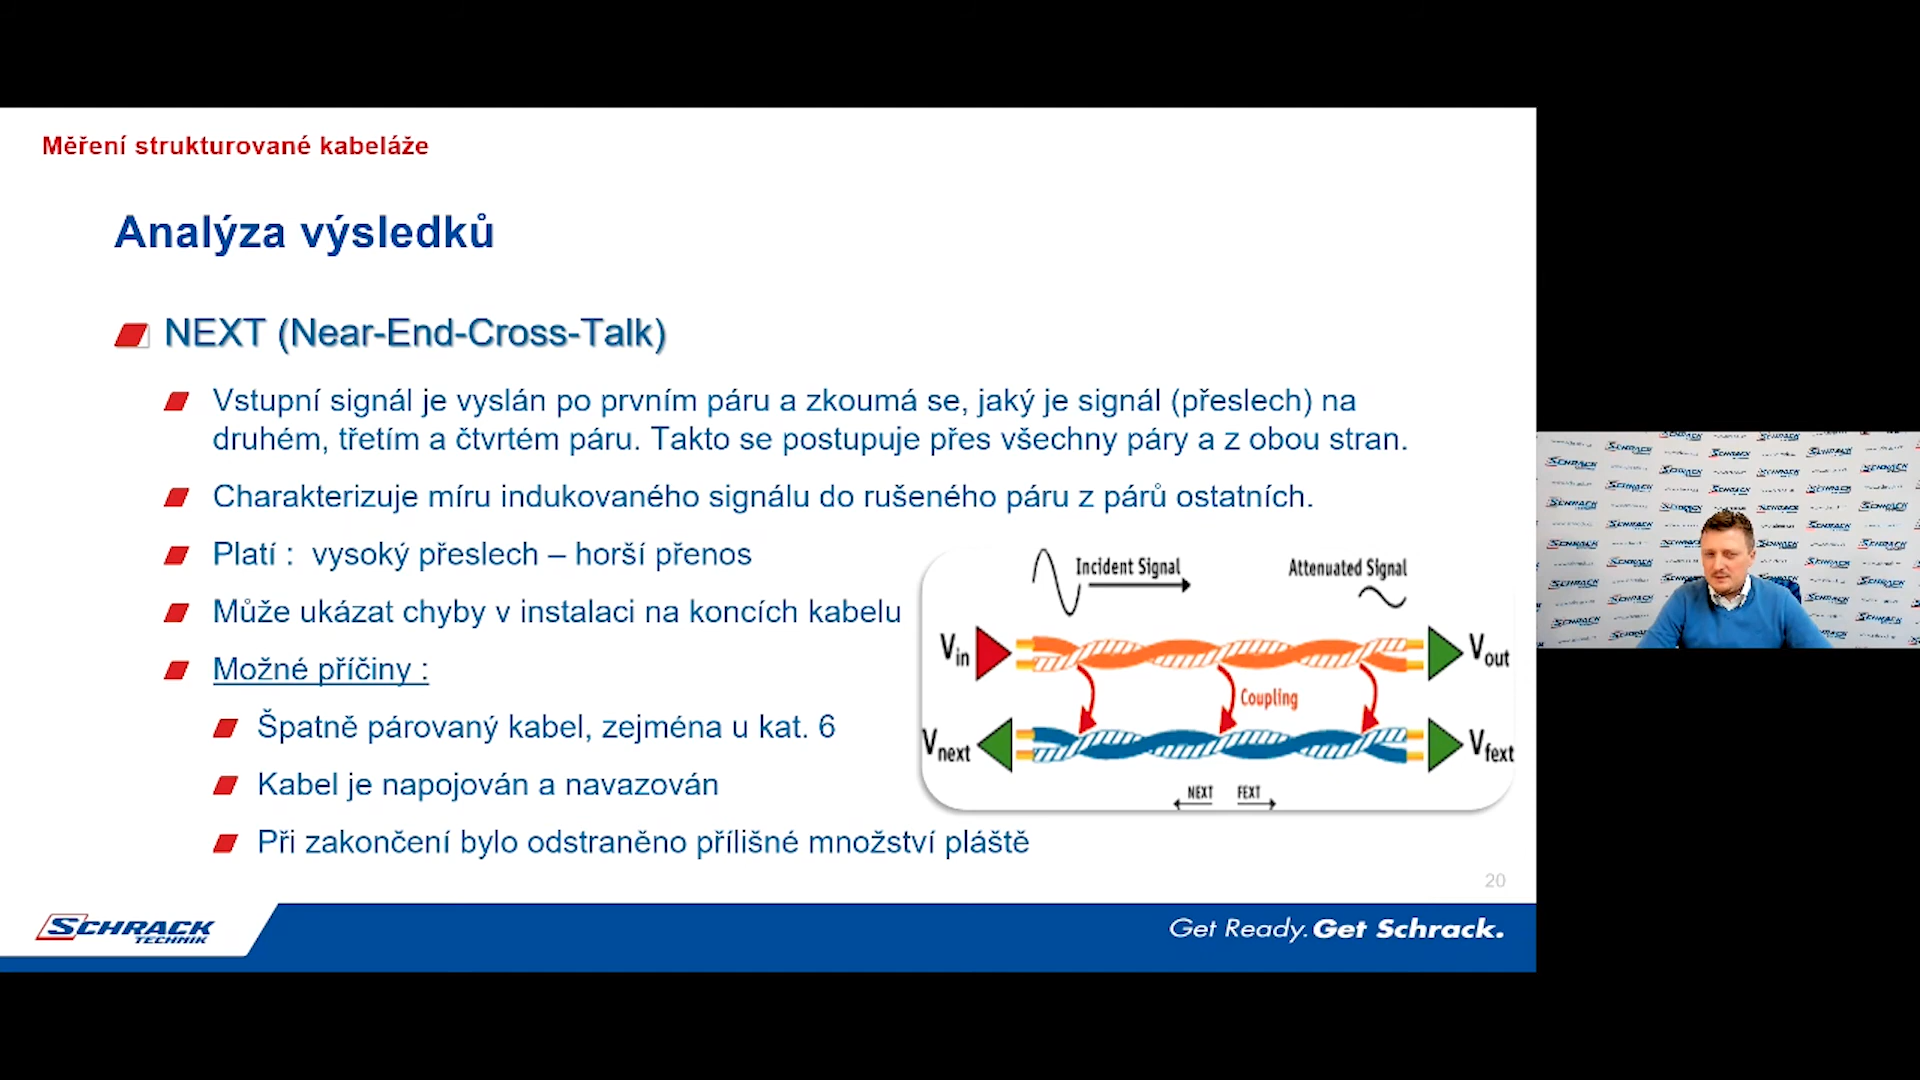 Měření strukturované kabeláže
Analýza výsledků
NEXT (Near-End-Cross-Talk)
Vstupní signál je vyslán po prvním páru a zkoumá se, jaký je signál (přeslech) na
druhém, třetím a čtvrtém páru. Takto se postupuje přes všechny páry a z obou stran.
Charakterizuje míru indukovaného signálu do rušeného páru z párů ostatních.
Platí : vysoký přeslech – horší přenos
Může ukázat chyby v instalaci na koncích kabelu
Možné příčiny :
Špatně párovaný kabel, zejména u kat. 6
Kabel je napojován a navazován
Při zakončení bylo odstraněno přílišné množství pláště
Incident Signal
Attenuated Signal
Vin
Vout
Coupling
Vnext
Vfext
NEXT FEXT
20
SCHRACK
TECHNIK
Get Ready. Get Schrack.
SCHRACK